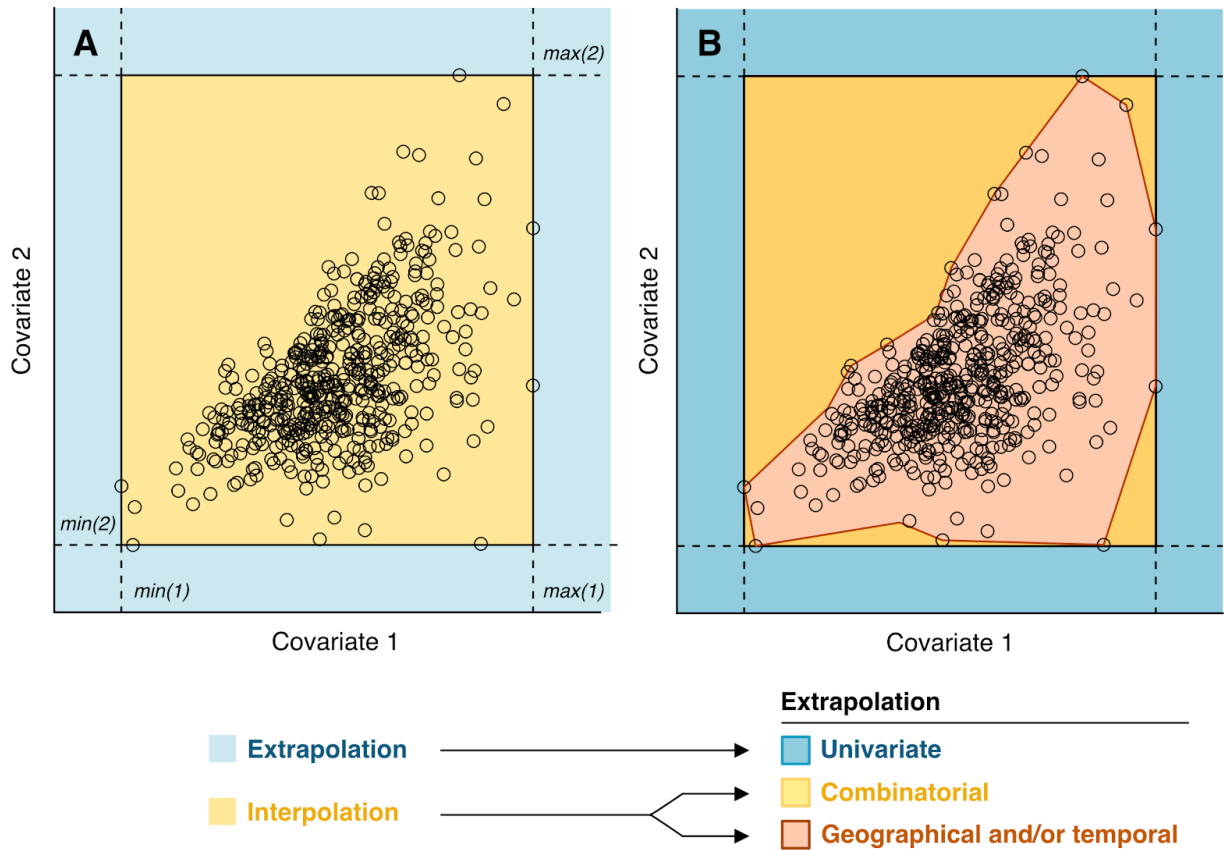 A
max(2)
min(2)
min(1)
max(1)
Covariate 2
Covariate 1
B
Covariate 2
Covariate 1
Extrapolation
Extrapolation
Univariate
Interpolation
Combinatorial
Geographical and/or temporal